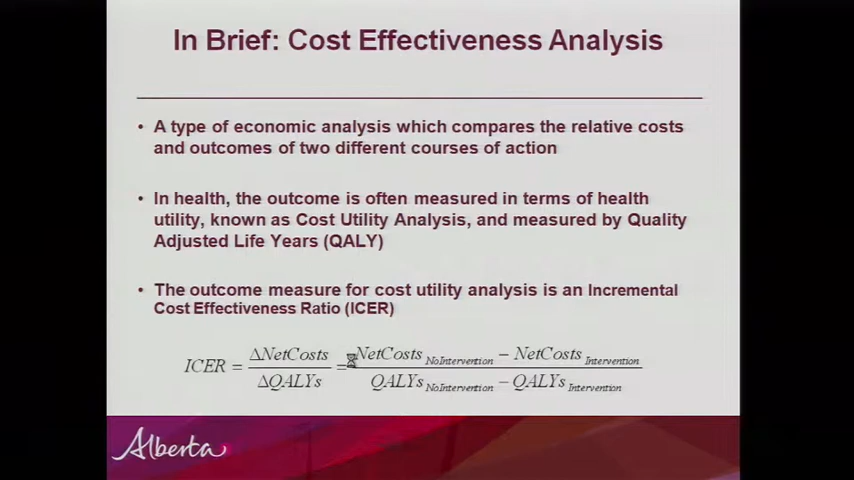 In Brief: Cost Effectiveness Analysis
• A type of economic analysis which compares the relative costs
and outcomes of two different courses of action
• In health, the outcome is often measured in terms of health
utility, known as Cost Utility Analysis, and measured by Quality
Adjusted Life Years (QALY)
• The outcome measure for cost utility analysis is an Incremental
Cost Effectiveness Ratio (ICER)
ICER = ΔNetCosts / ΔQALYs = NetCosts NoIntervention − NetCosts Intervention / QALYs NoIntervention − QALYs Intervention
Alberta